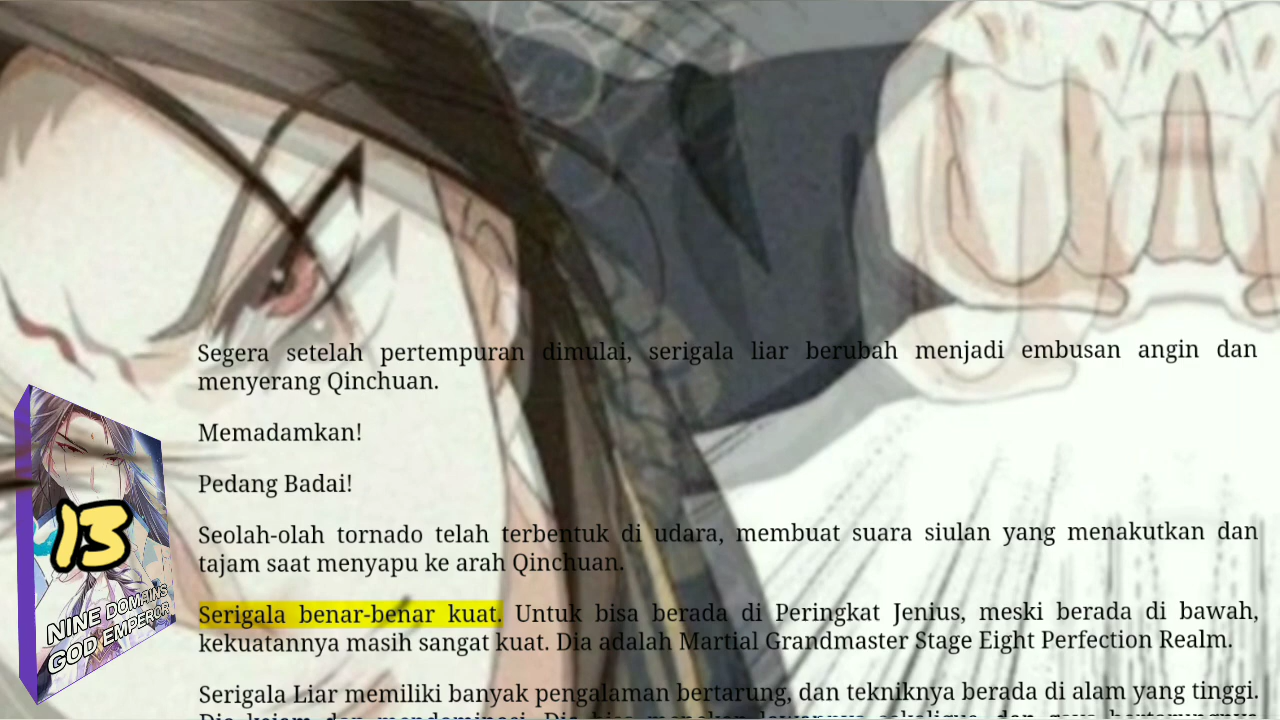 Segera setelah pertempuran dimulai, serigala liar berubah menjadi embusan angin dan
menyerang Qinchuan.
Memadamkan!
Pedang Badai!
Seolah-olah tornado telah terbentuk di udara, membuat suara siulan yang menakutkan dan
tajam saat menyapu ke arah Qinchuan.
Serigala benar-benar kuat. Untuk bisa berada di Peringkat Jenius, meski berada di bawah,
kekuatannya masih sangat kuat. Dia adalah Martial Grandmaster Stage Eight Perfection Realm.
Serigala Liar memiliki banyak pengalaman bertarung, dan tekniknya berada di alam yang tinggi.
13
NINE DOMAINS
GOD EMPEROR